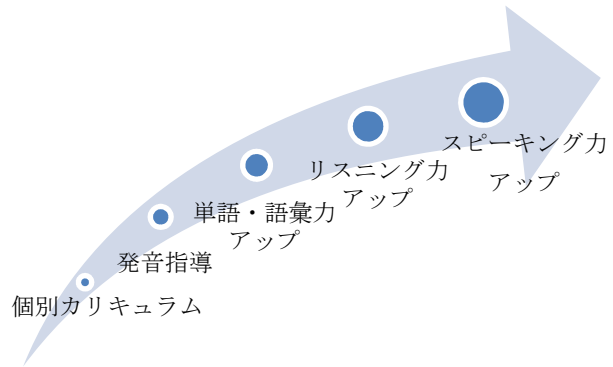 個別カリキュラム
発音指導
単語・語彙力
アップ
リスニング力
アップ
スピーキング力
アップ